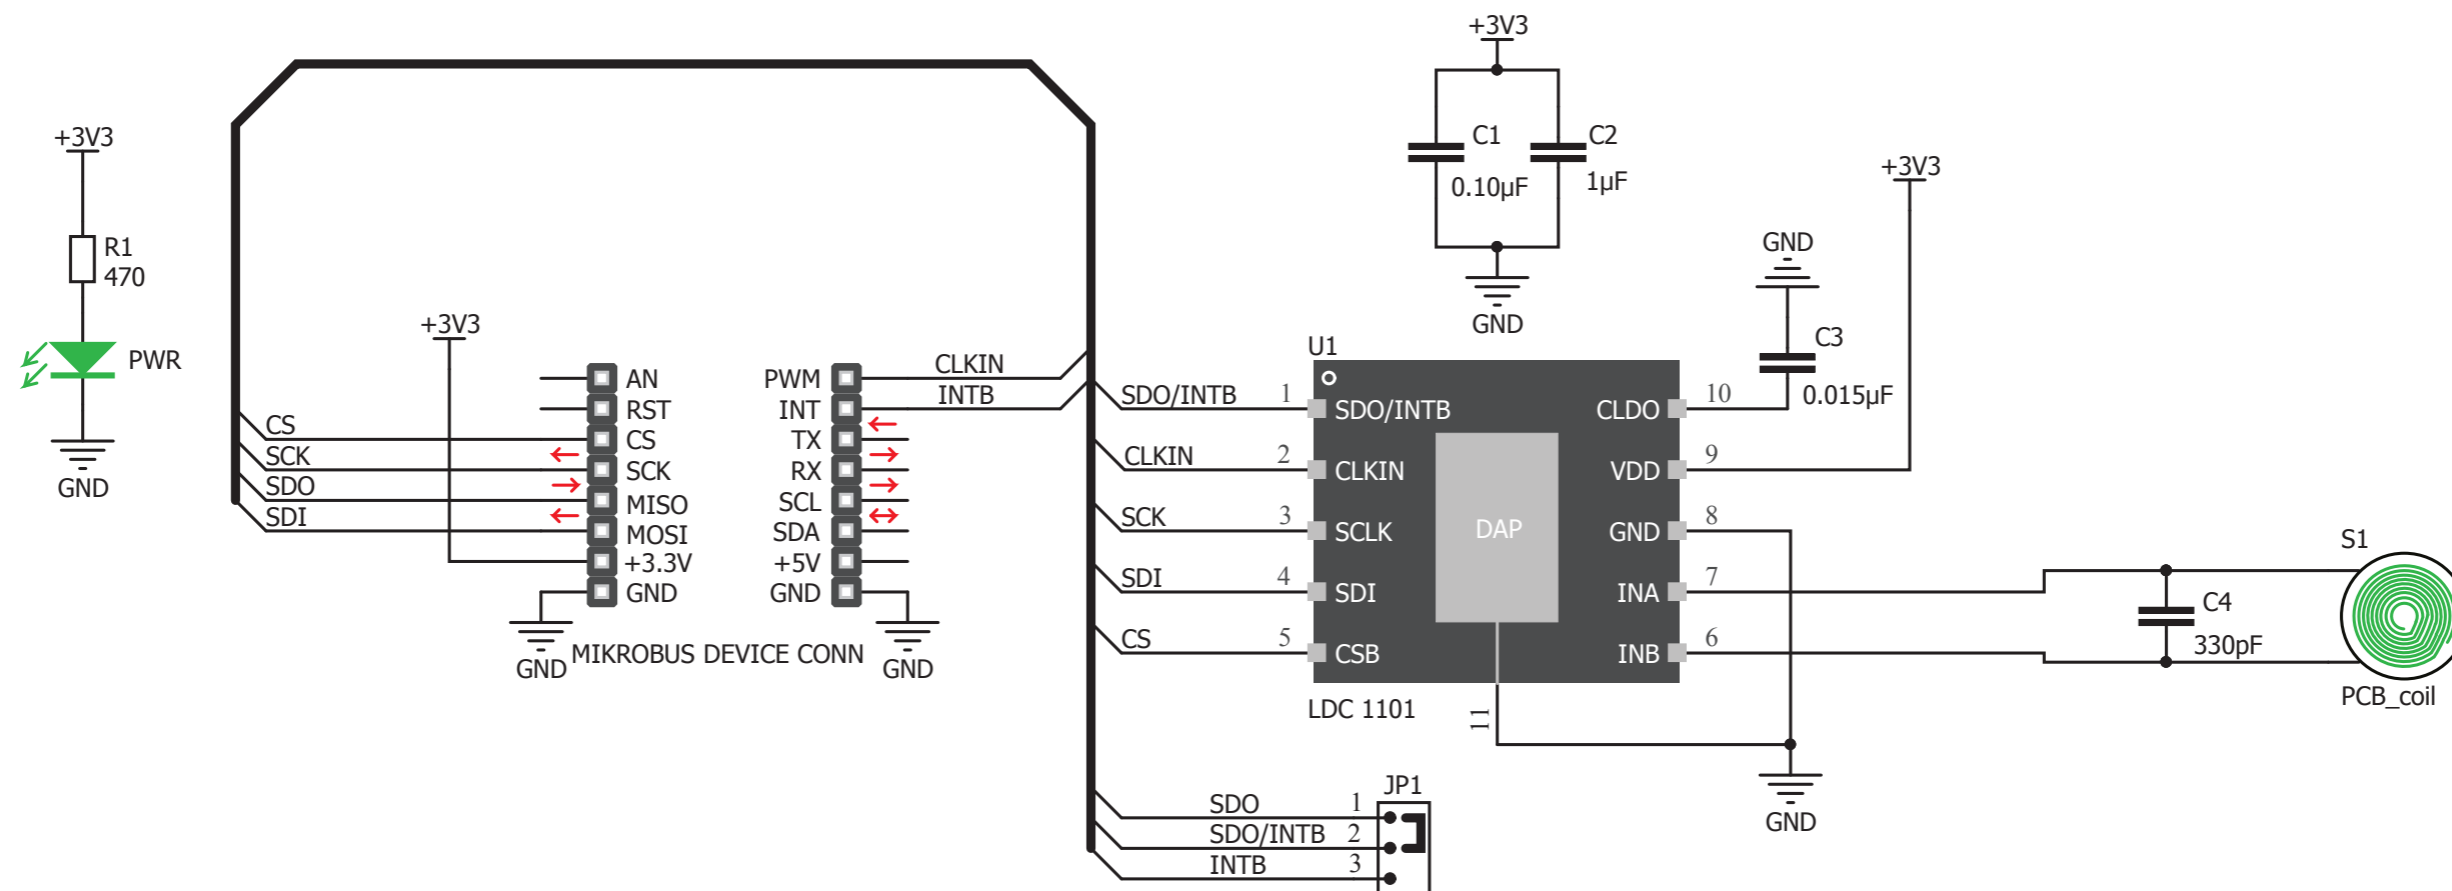 +3V3
R1
470
PWR
GND
CS
SCK
SDO
SDI
+3V3
AN
RST
CS
SCK
MISO
MOSI
+3.3V
GND
GND
PWM
INT
TX
RX
SCL
SDA
+5V
GND
GND
MIKROBUS DEVICE CONN
CLKIN
INTB
+3V3
C1
0.10µF
C2
1µF
GND
SDO/INTB 1
CLKIN 2
SCK 3
SDI 4
CS 5
U1
SDO/INTB
CLKIN
SCLK
SDI
CSB
DAP
CLDO
VDD
GND
INA
INB
LDC 1101
11
10
9
8
7
6
GND
C3
0.015µF
+3V3
GND
C4
330pF
S1
PCB_coil
JP1
SDO 1
SDO/INTB 2
INTB 3